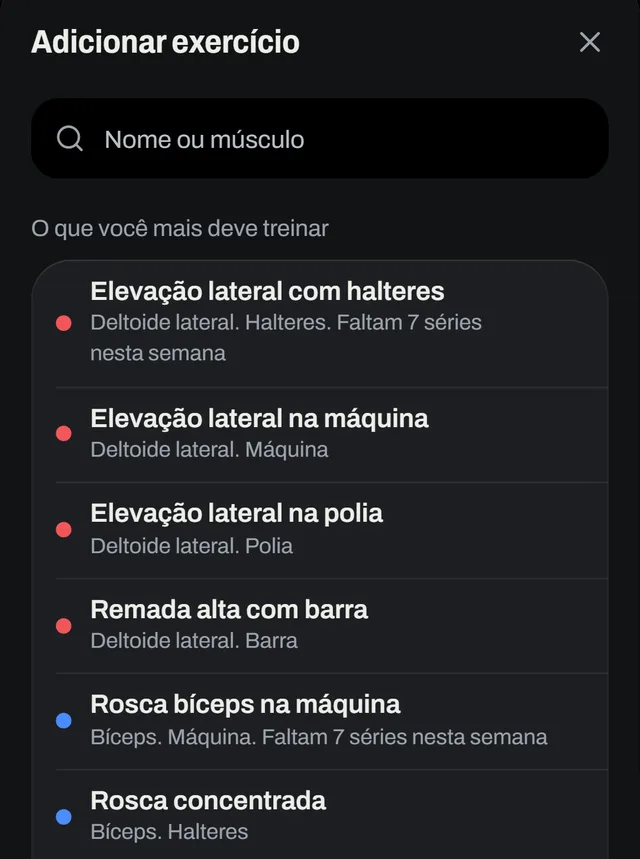 Adicionar exercício
Nome ou músculo
O que você mais deve treinar
Elevação lateral com halteres
Deltoide lateral. Halteres. Faltam 7 séries
nesta semana
Elevação lateral na máquina
Deltoide lateral. Máquina
Elevação lateral na polia
Deltoide lateral. Polia
Remada alta com barra
Deltoide lateral. Barra
Rosca bíceps na máquina
Bíceps. Máquina. Faltam 7 séries nesta semana
Rosca concentrada
Bíceps. Halteres